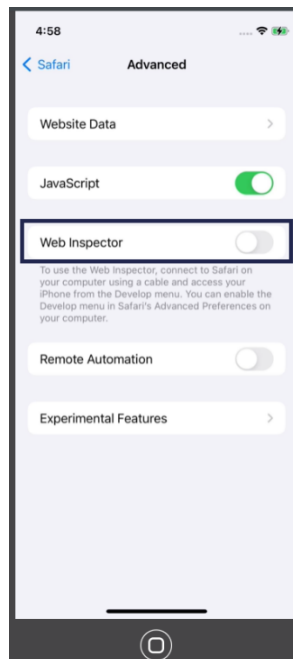 4:58
Safari
Advanced
Website Data
JavaScript
Web Inspector
To use the Web Inspector, connect to Safari on
your computer using a cable and access your
iPhone from the Develop menu. You can enable the
Develop menu in Safari's Advanced Preferences on
your computer.
Remote Automation
Experimental Features